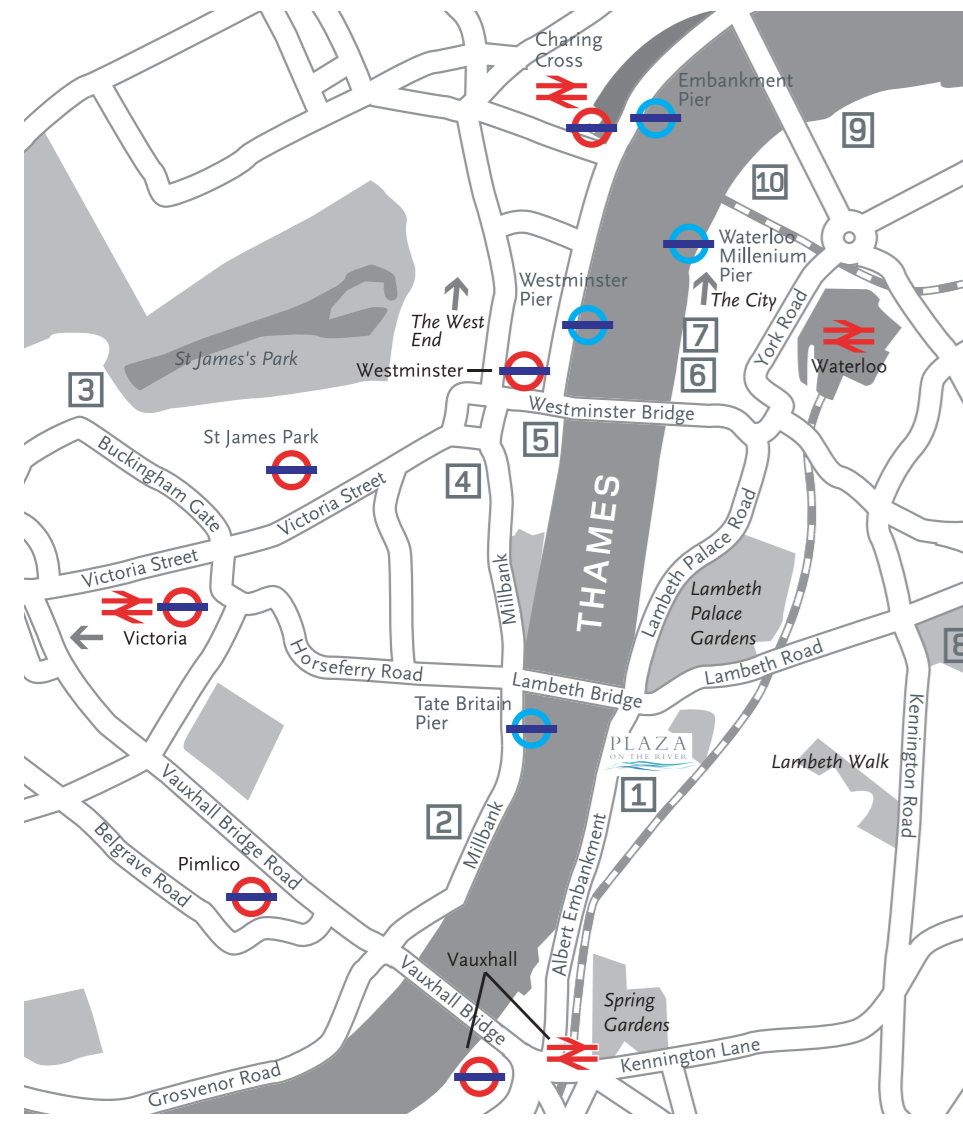 Charing
Cross
Embankment
Pier
9
10
Waterloo
Millenium
Pier
Westminster
Pier
The City
The West
End
York Road
7
St James's Park
Waterloo
Westminster
6
3
Westminster Bridge
5
St James Park
Buckingham Gate
4
Victoria Street
THAMES
Lambeth Palace Road
Victoria Street
Millbank
Lambeth
Palace
Gardens
Victoria
8
Horseferry Road
Lambeth Road
Lambeth Bridge
Tate Britain
Pier
Kennington Road
PLAZA
ON THE RIVER
Lambeth Walk
1
Vauxhall Bridge Road
2
Millbank
Belgrave Road
Pimlico
Albert Embankment
Vauxhall
Vauxhall Bridge
Spring
Gardens
Kennington Lane
Grosvenor Road